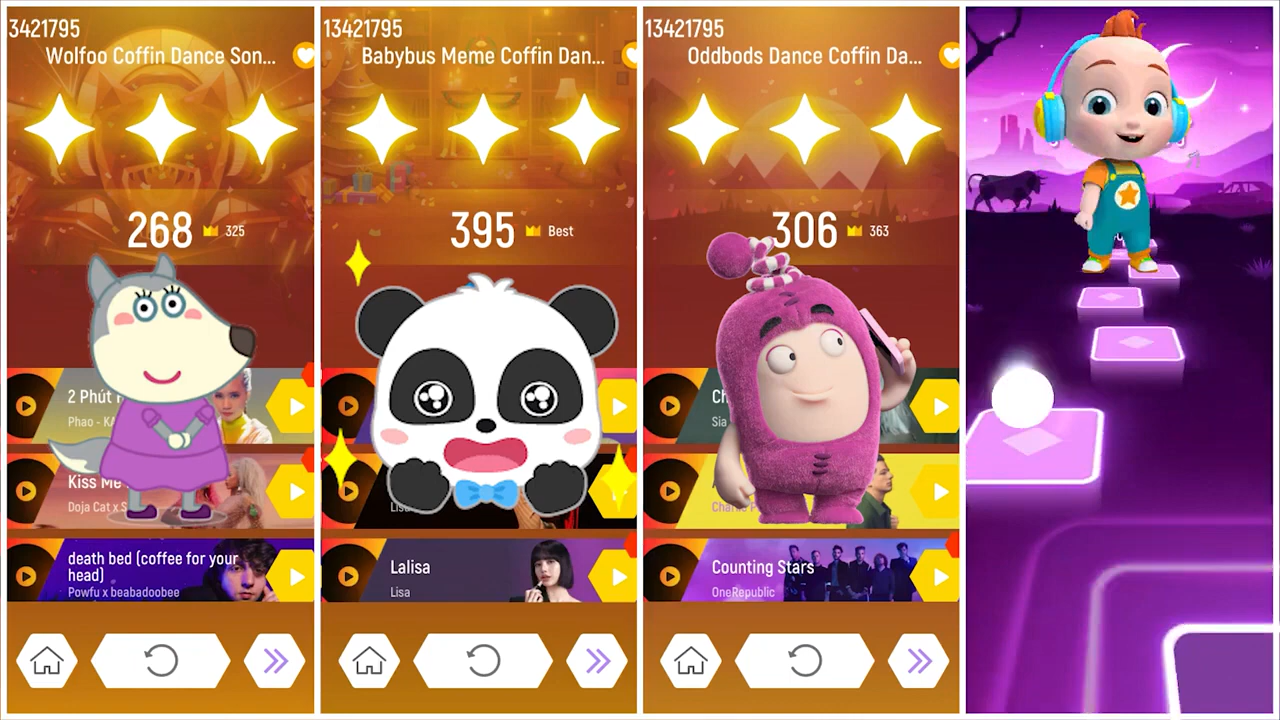 3421795
Wolfoo Coffin Dance Son...
268
325
2 Phút
Phao
Kiss Me
Doja Cat x S
death bed (coffee for your
head)
Powfu x beabadoobee
13421795
Babybus Meme Coffin Dan...
395
Best
Lalisa
Lisa
13421795
Oddbods Dance Coffin Da...
306
363
Sia
Counting Stars
OneRepublic